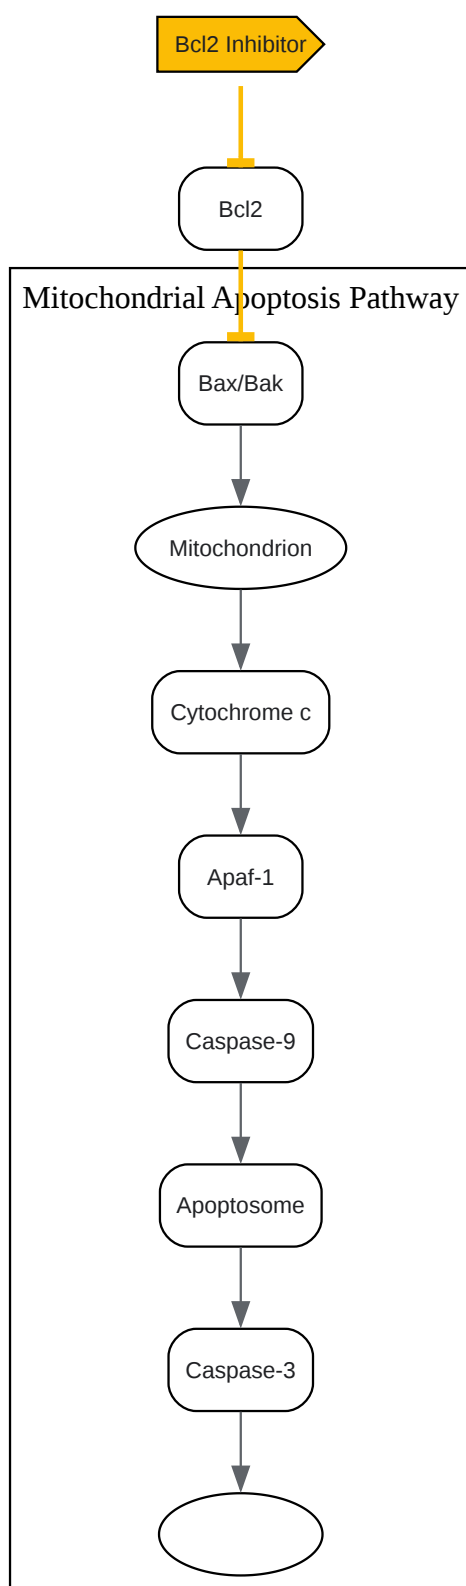 Bcl2 Inhibitor
Bcl2
Mitochondrial Apoptosis Pathway
Bax/Bak
Mitochondrion
Cytochrome c
Apaf-1
Caspase-9
Apoptosome
Caspase-3